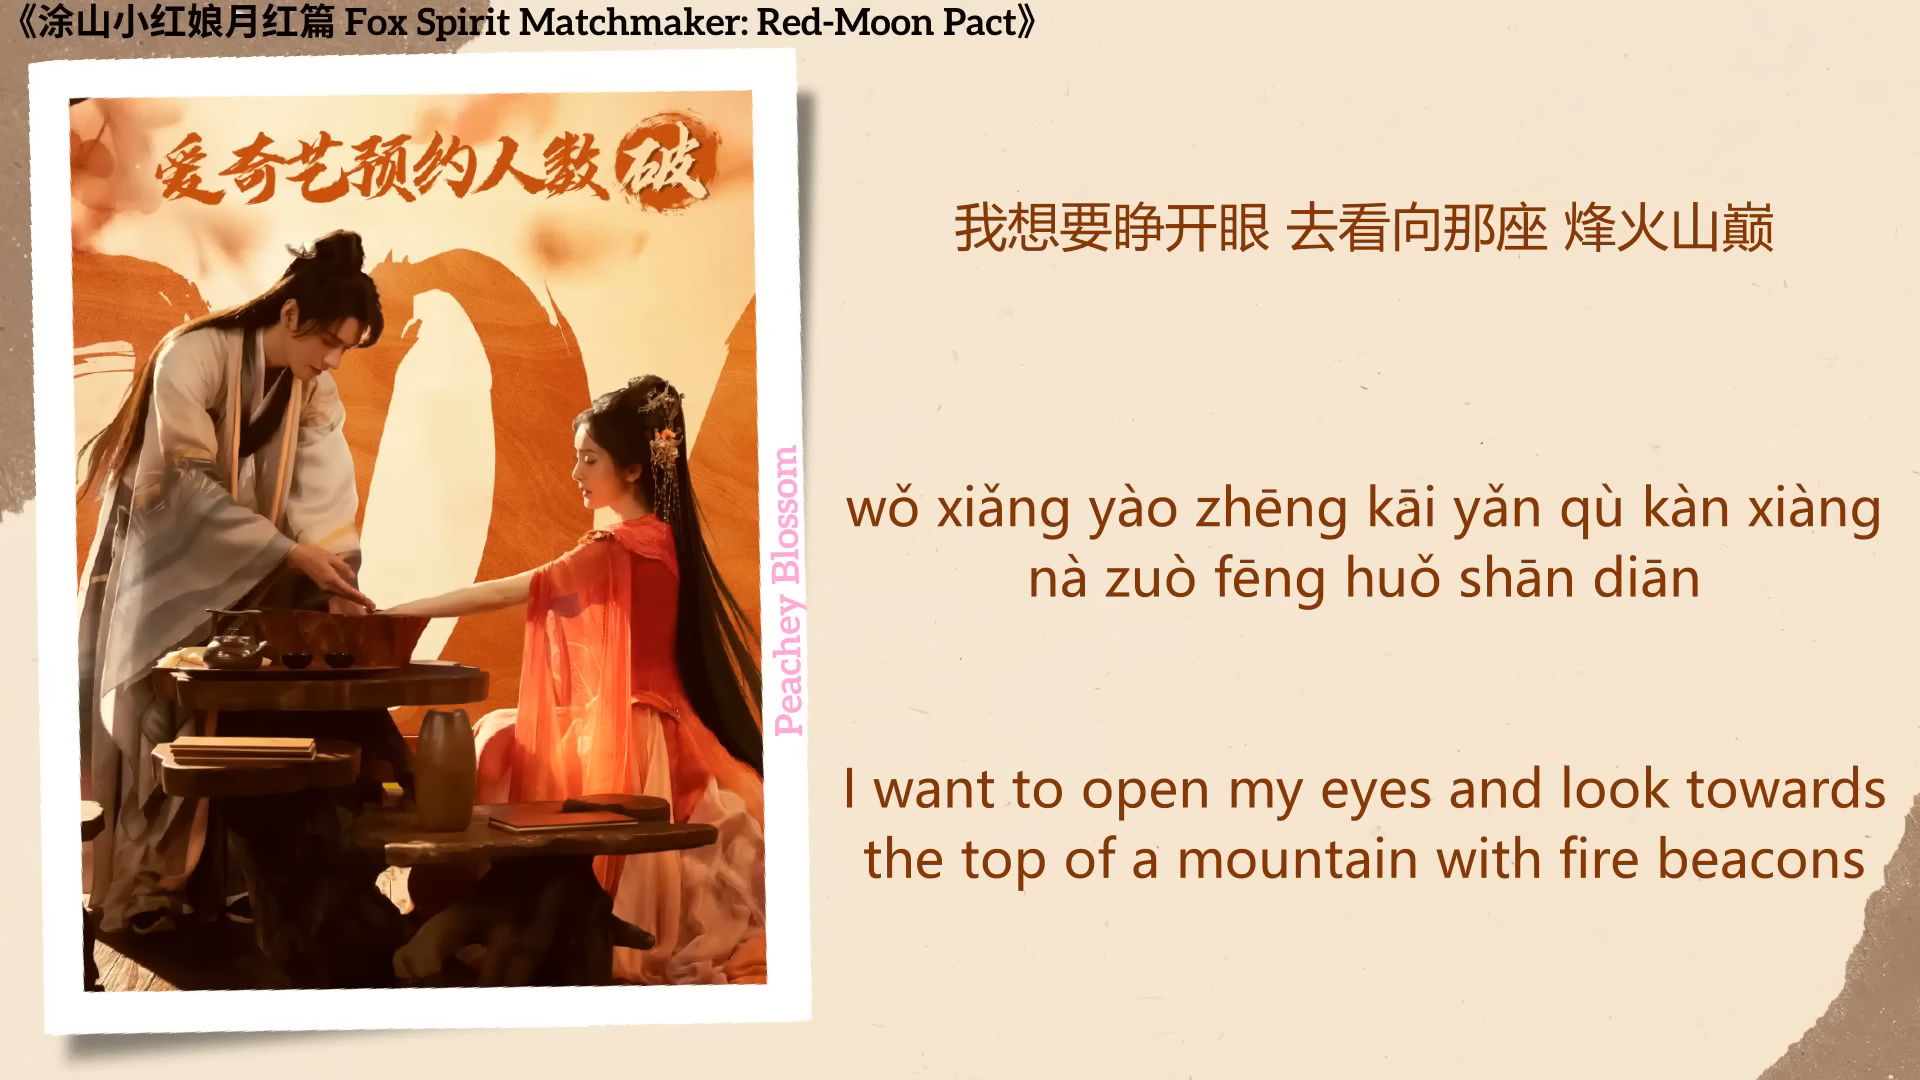 《涂山小红娘月红篇 Fox Spirit Matchmaker: Red-Moon Pact》
爱奇艺预约人数破
我想要睁开眼 去看向那座 烽火山巅
wǒ xiǎng yào zhēng kāi yǎn qù kàn xiàng
nà zuò fēng huǒ shān diān
I want to open my eyes and look towards
the top of a mountain with fire beacons
Peachey Blossom